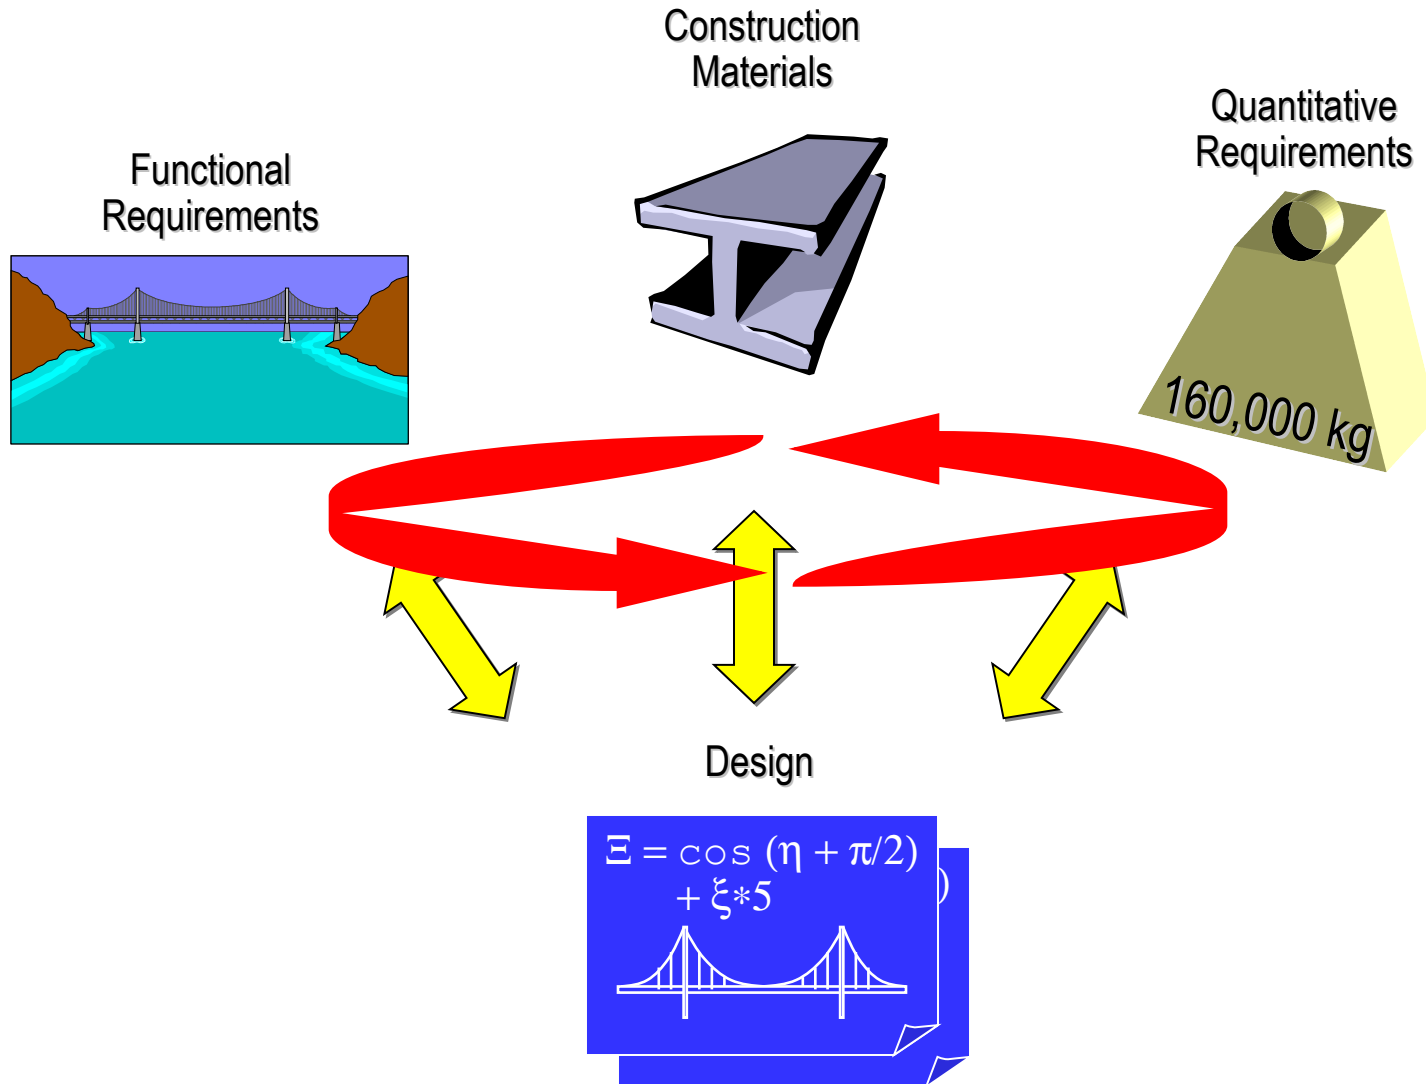 Construction
Materials
Quantitative
Requirements
Functional
Requirements
160,000 kg
Design
Ξ = cos (η + π/2)
+ ξ*5
)